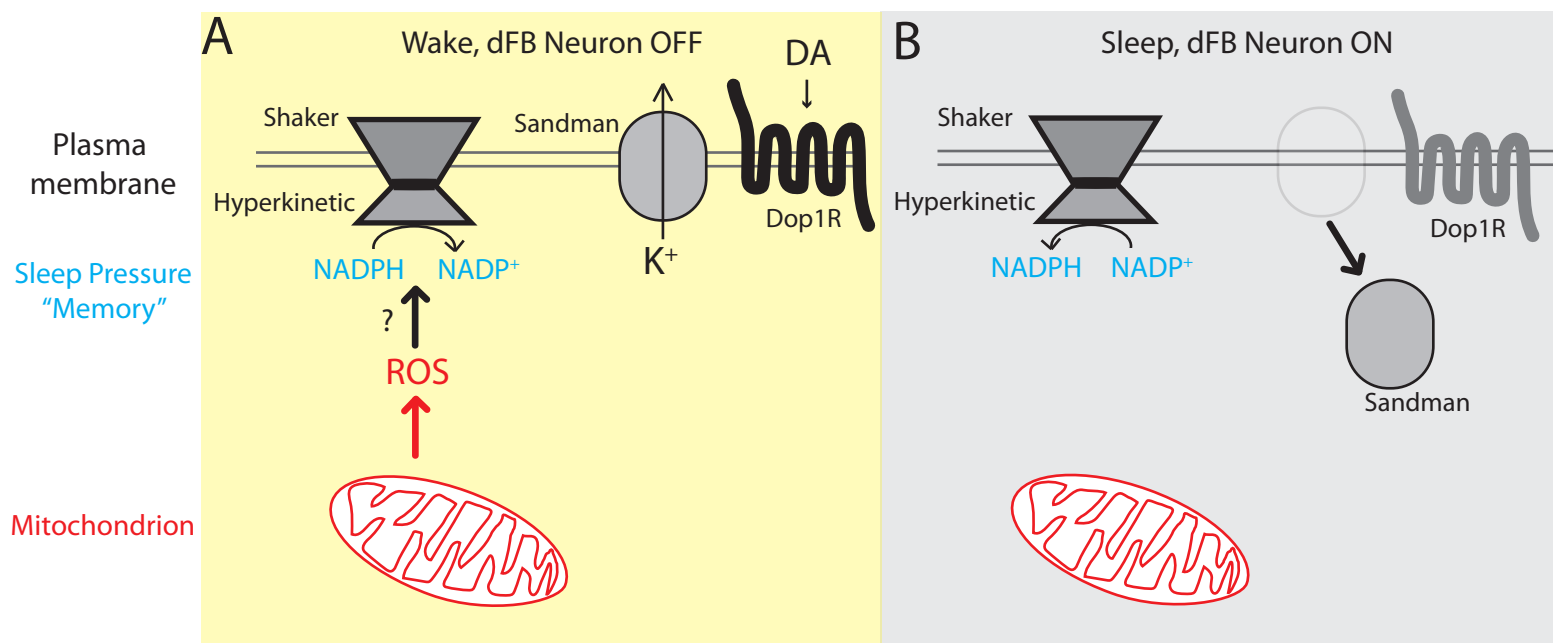 A
Wake, dFB Neuron OFF
DA
Shaker
Sandman
Hyperkinetic
Dop1R
NADPH
NADP⁺
K⁺
?
ROS
Plasma
membrane
Sleep Pressure
“Memory”
Mitochondrion
B
Sleep, dFB Neuron ON
Shaker
Hyperkinetic
Dop1R
NADPH
NADP⁺
Sandman